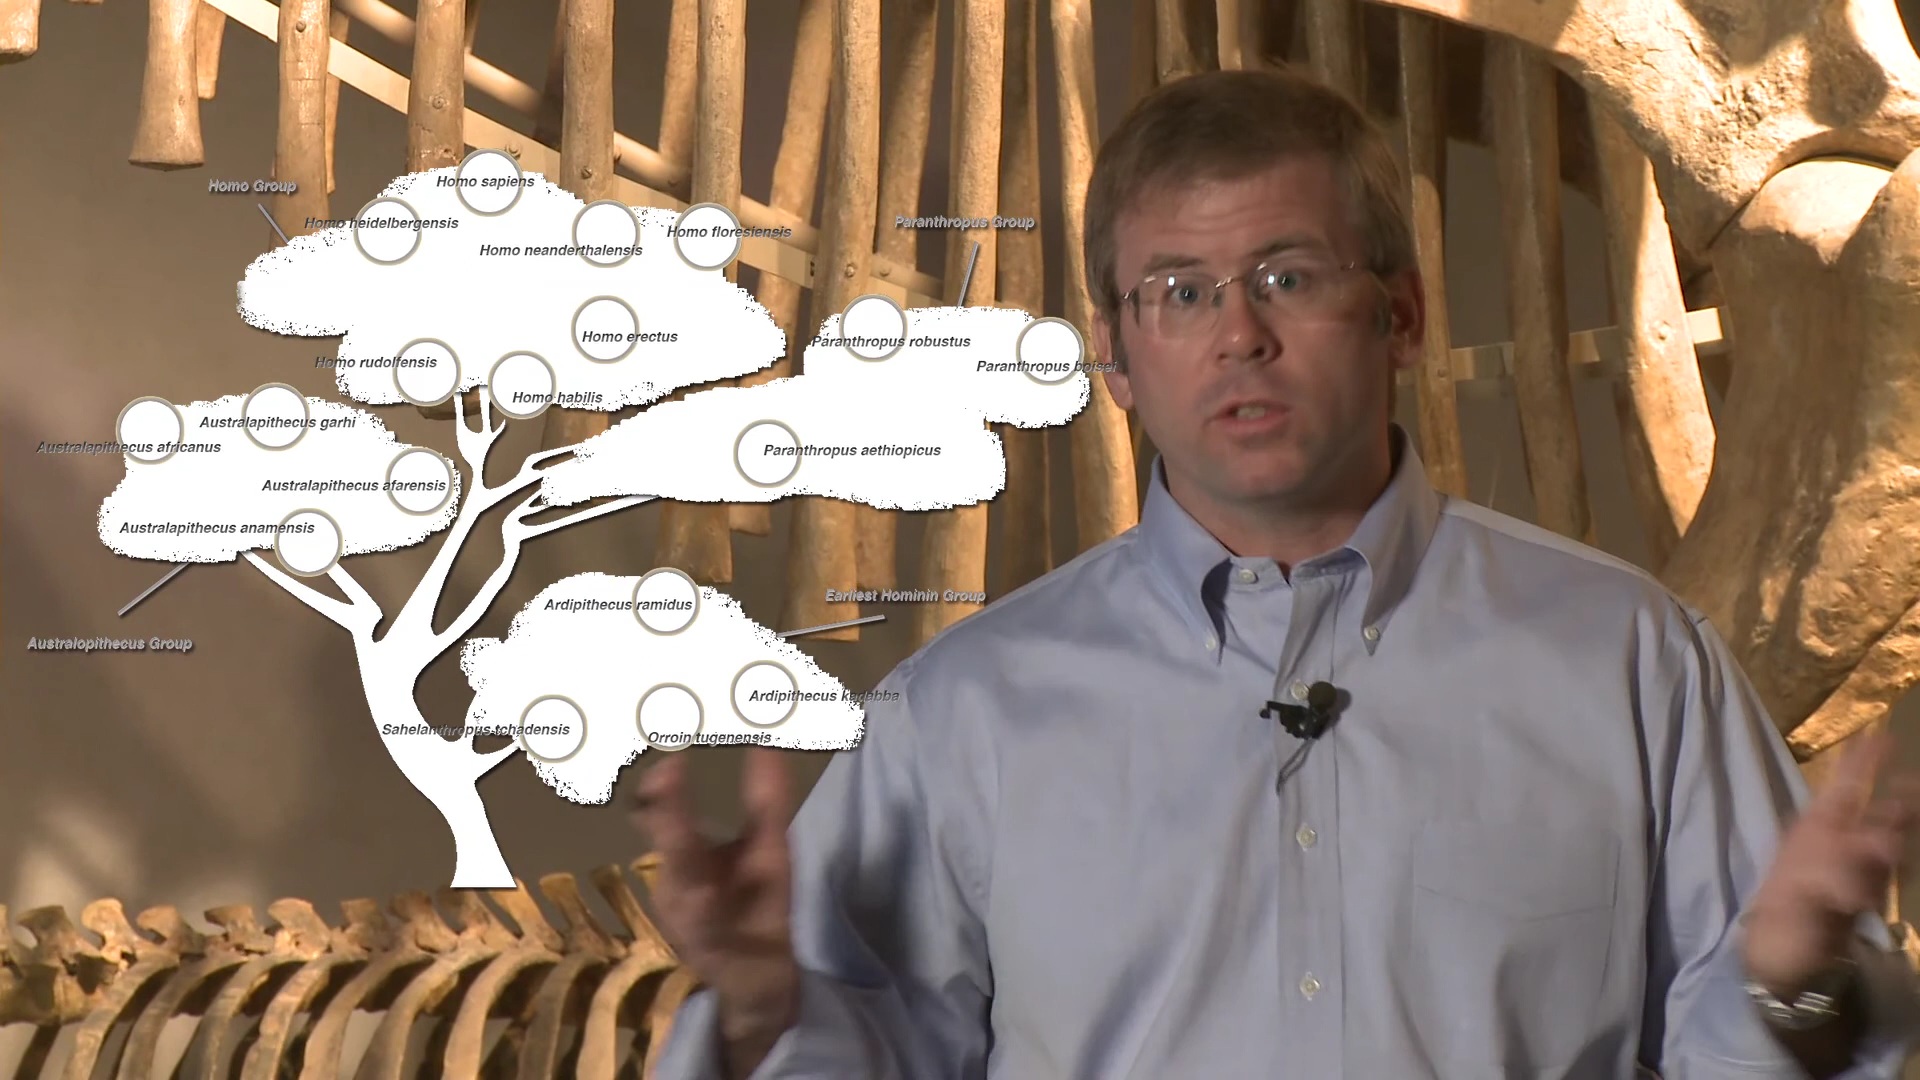 Homo sapiens
Homo Group
Homo heidelbergensis
Homo neanderthalensis
Homo floresiensis
Paranthropus Group
Homo erectus
Paranthropus robustus
Homo rudolfensis
Paranthropus boisei
Homo habilis
Australapithecus garhi
Australapithecus africanus
Paranthropus aethiopicus
Australapithecus afarensis
Australapithecus anamensis
Ardipithecus ramidus
Earliest Hominin Group
Australopithecus Group
Ardipithecus kadabba
Sahelanthropus tchadensis
Orroin tugenensis